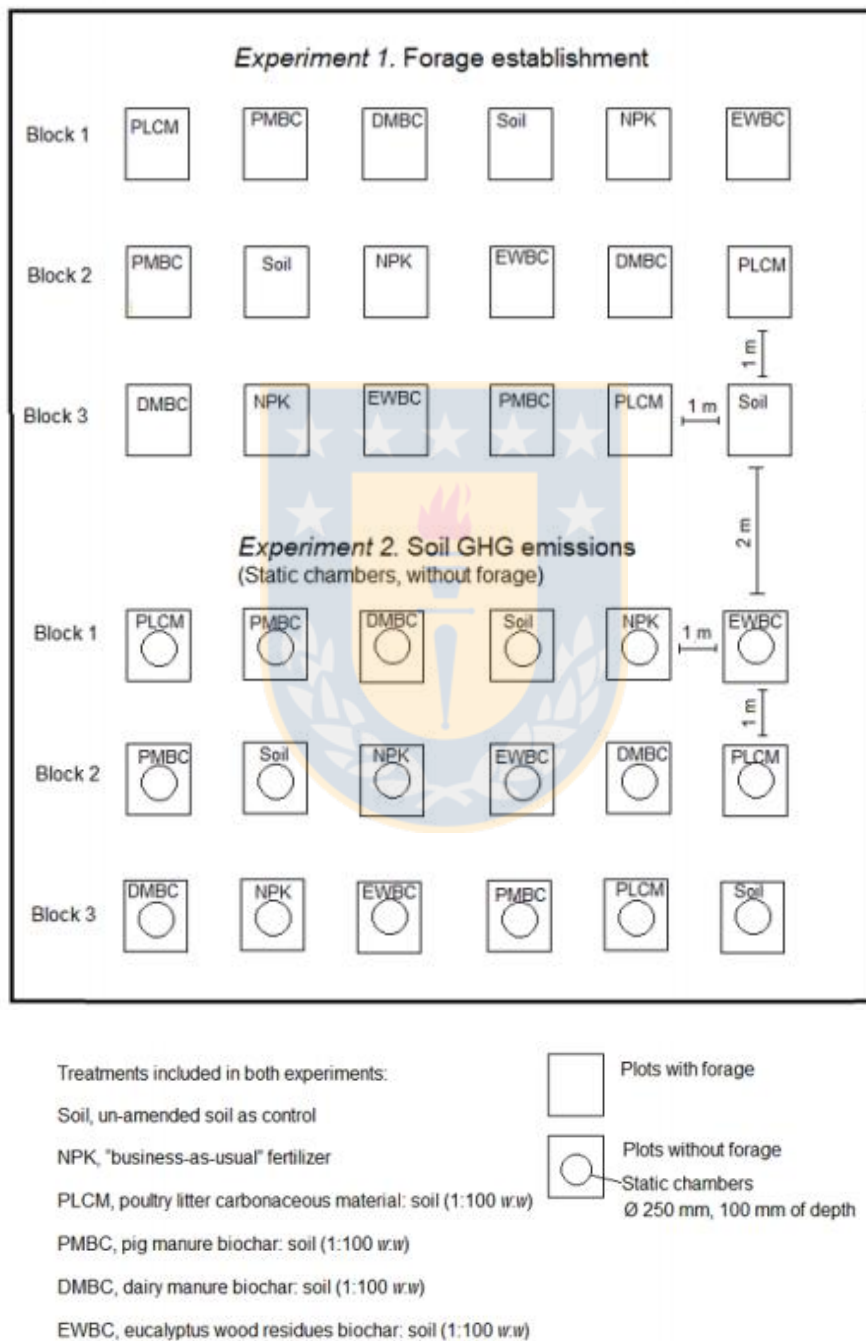 Experiment 1. Forage establishment
Block 1 PLCM PMBC DMBC Soil NPK EWBC
Block 2 PMBC Soil NPK EWBC DMBC PLCM
1 m
Block 3 DMBC NPK EWBC PMBC PLCM 1 m Soil
2 m
Experiment 2. Soil GHG emissions
(Static chambers, without forage)
Block 1 PLCM PMBC DMBC Soil NPK 1 m EWBC
1 m
Block 2 PMBC Soil NPK EWBC DMBC PLCM
Block 3 DMBC NPK EWBC PMBC PLCM Soil
Treatments included in both experiments:
Soil, un-amended soil as control
NPK, "business-as-usual" fertilizer
PLCM, poultry litter carbonaceous material: soil (1:100 w:w)
PMBC, pig manure biochar: soil (1:100 w:w)
DMBC, dairy manure biochar: soil (1:100 w:w)
EWBC, eucalyptus wood residues biochar: soil (1:100 w:w)
Plots with forage
Plots without forage
Static chambers
Ø 250 mm, 100 mm of depth